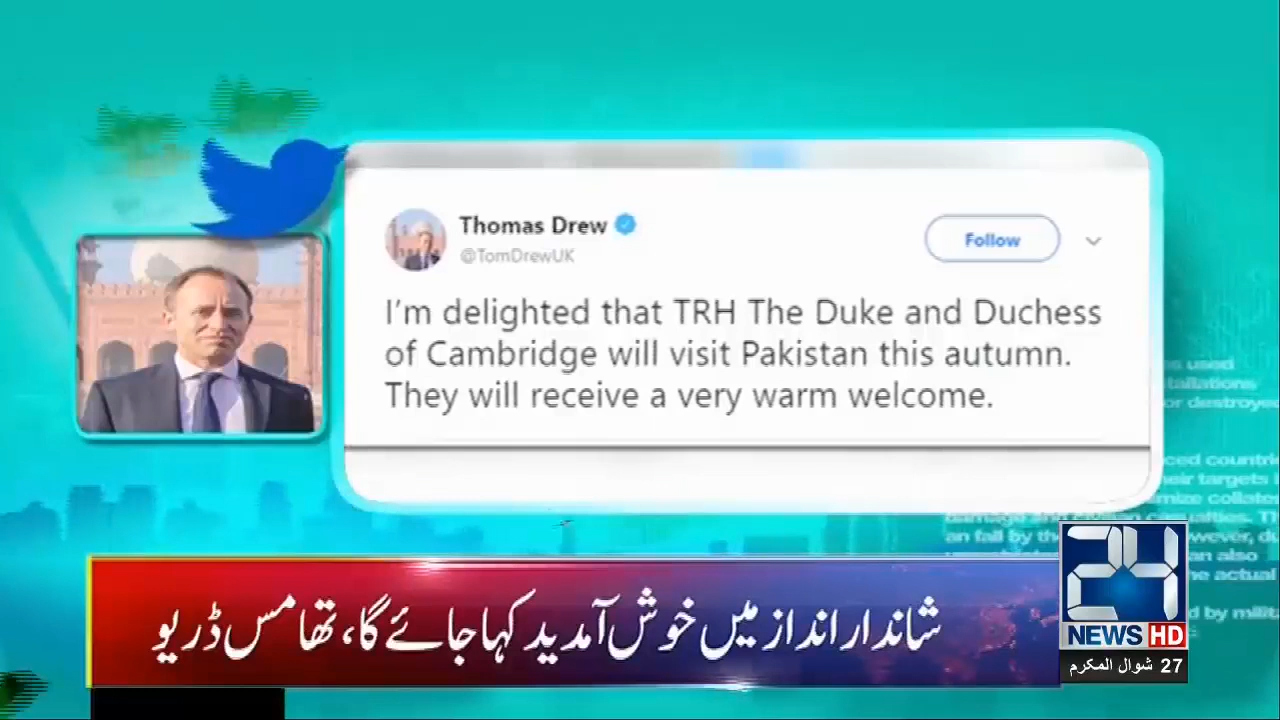 Thomas Drew
@TomDrewUK
Follow
I'm delighted that TRH The Duke and Duchess
of Cambridge will visit Pakistan this autumn.
They will receive a very warm welcome.
شاندار انداز میں خوش آمدید کہا جائے گا، تھامس ڈریو
24
NEWS HD
27 شوال المکرم